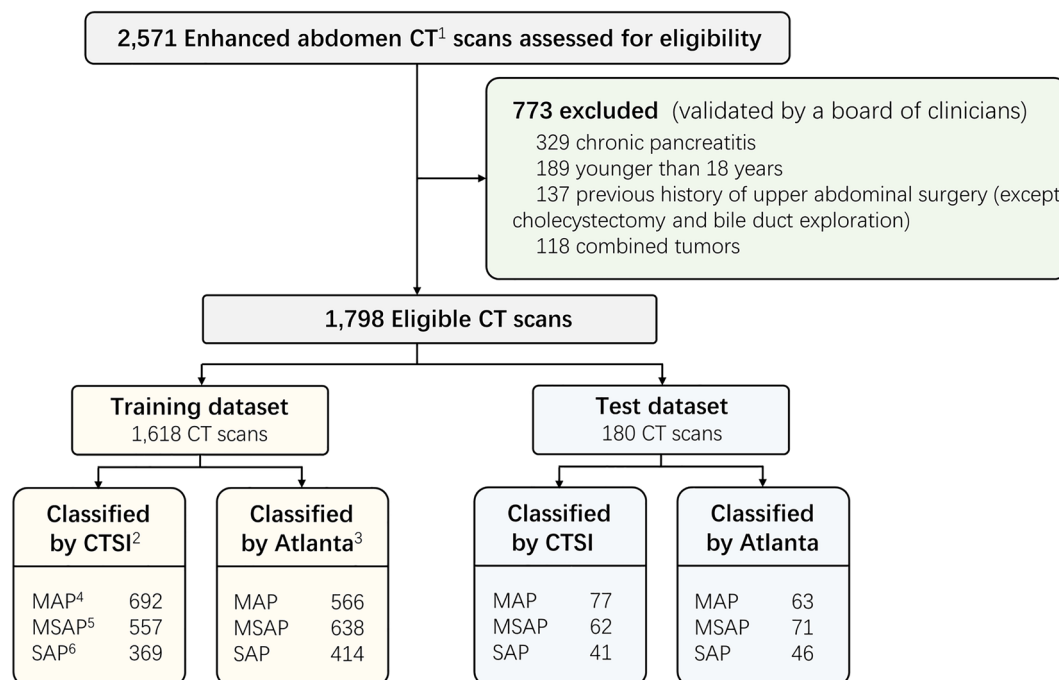 2,571 Enhanced abdomen CT¹ scans assessed for eligibility
773 excluded (validated by a board of clinicians)
329 chronic pancreatitis
189 younger than 18 years
137 previous history of upper abdominal surgery (except
cholecystectomy and bile duct exploration)
118 combined tumors
1,798 Eligible CT scans
Training dataset
1,618 CT scans
Test dataset
180 CT scans
Classified
by CTSI²
MAP⁴ 692
MSAP⁵ 557
SAP⁶ 369
Classified
by Atlanta³
MAP 566
MSAP 638
SAP 414
Classified
by CTSI
MAP 77
MSAP 62
SAP 41
Classified
by Atlanta
MAP 63
MSAP 71
SAP 46